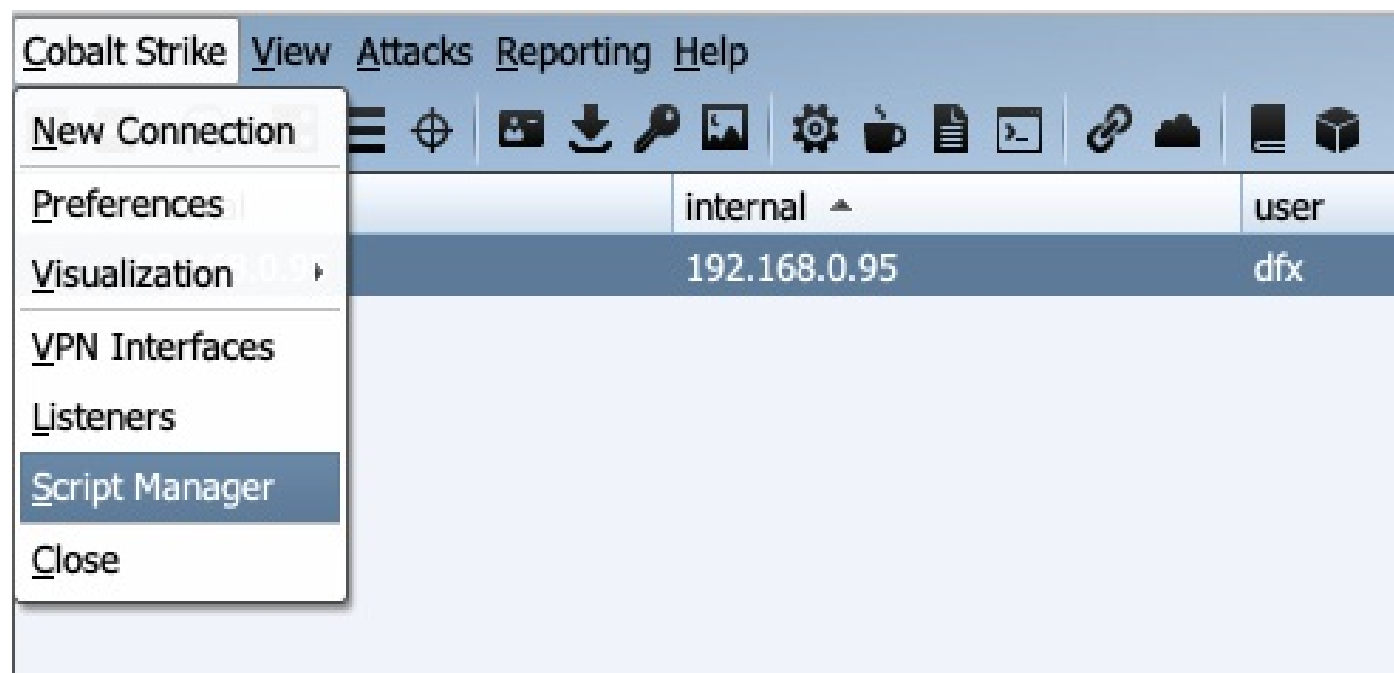 Cobalt Strike View Attacks Reporting Help
New Connection
Preferences
Visualization
VPN Interfaces
Listeners
Script Manager
Close
internal user
192.168.0.95 dfx